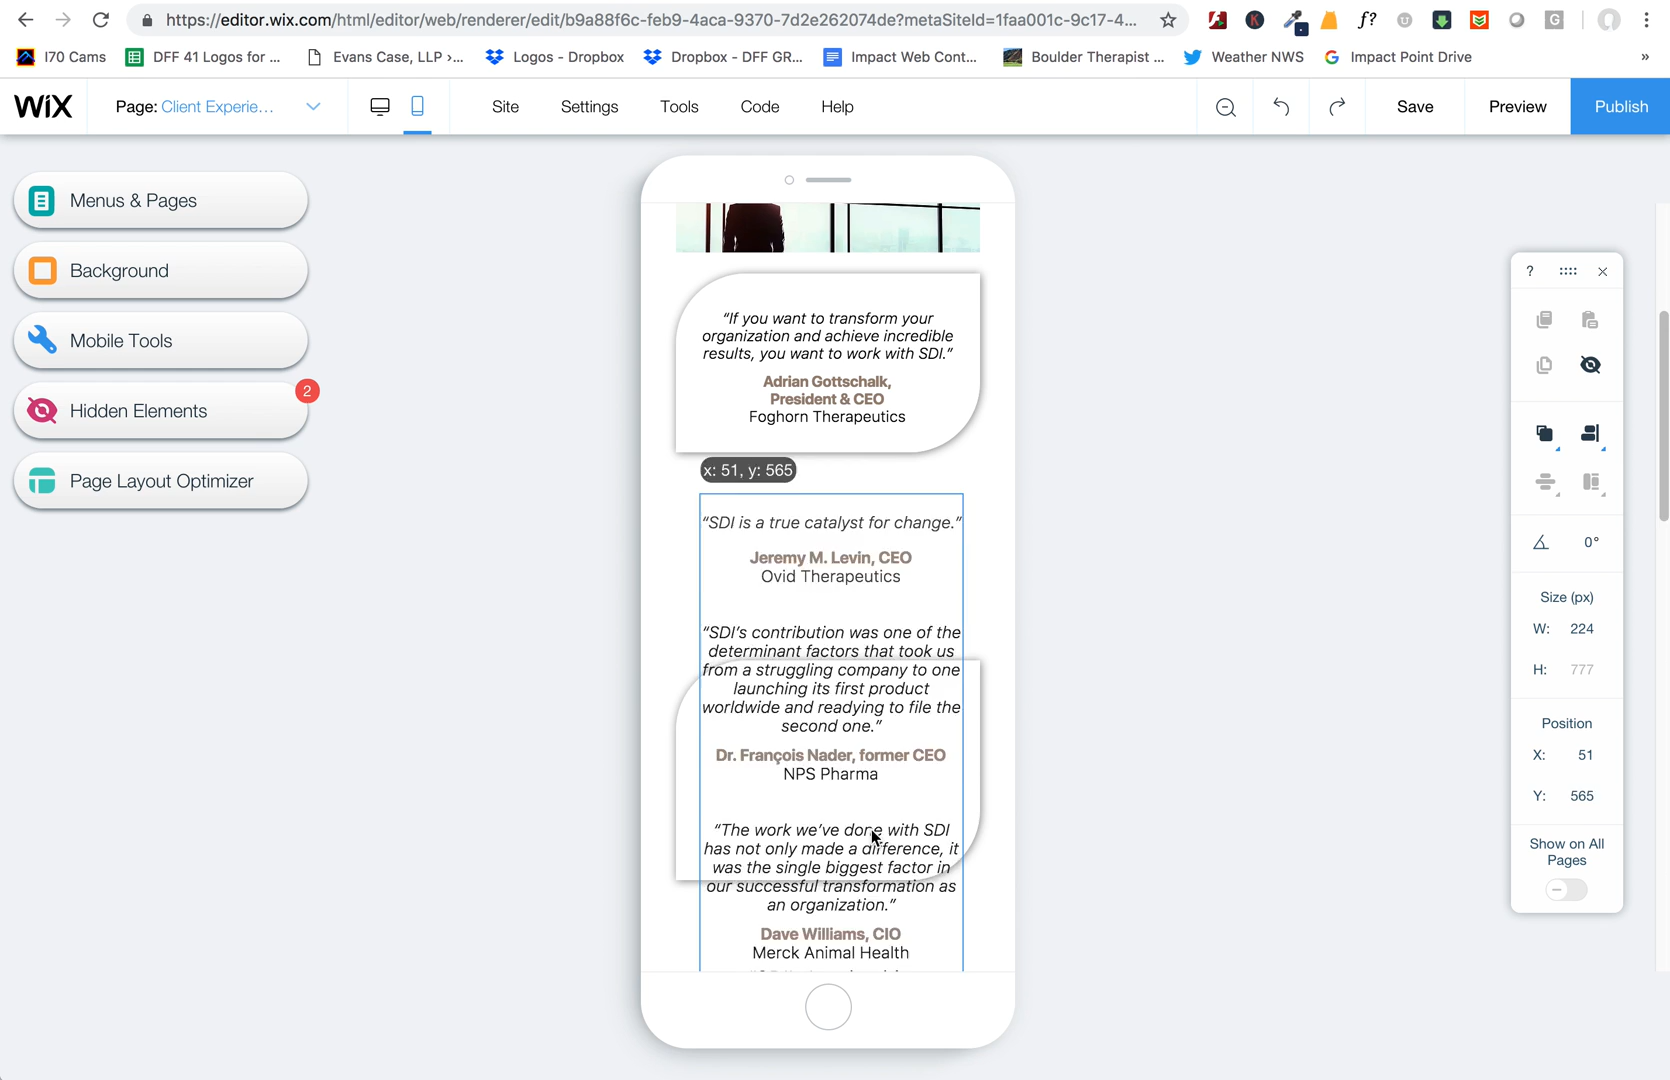 https://editor.wix.com/html/editor/web/renderer/edit/b9a88f6c-feb9-4aca-9370-7d2e262074de?metaSiteId=1faa001c-9c17-4...
f?
K
G
I70 Cams
DFF 41 Logos for ...
Evans Case, LLP >...
Logos - Dropbox
Dropbox - DFF GR...
Impact Web Cont...
Boulder Therapist ...
Weather NWS
Impact Point Drive
»
WiX
Page: Client Experie...
Site
Settings
Tools
Code
Help
Save
Preview
Publish
Menus & Pages
Background
Mobile Tools
Hidden Elements
2
Page Layout Optimizer
“If you want to transform your
organization and achieve incredible
results, you want to work with SDI.”
Adrian Gottschalk,
President & CEO
Foghorn Therapeutics
x: 51, y: 565
“SDI is a true catalyst for change.”
Jeremy M. Levin, CEO
Ovid Therapeutics
“SDI’s contribution was one of the
determinant factors that took us
from a struggling company to one
launching its first product
worldwide and readying to file the
second one.”
Dr. François Nader, former CEO
NPS Pharma
“The work we’ve done with SDI
has not only made a difference, it
was the single biggest factor in
our successful transformation as
an organization.”
Dave Williams, CIO
Merck Animal Health
?
0°
Size (px)
W: 224
H: 777
Position
X: 51
Y: 565
Show on All
Pages